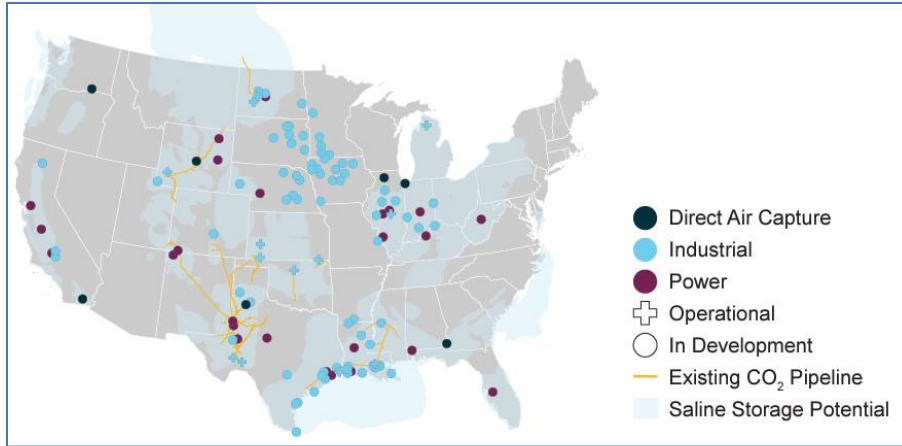 Direct Air Capture
Industrial
Power
Operational
In Development
Existing CO₂ Pipeline
Saline Storage Potential